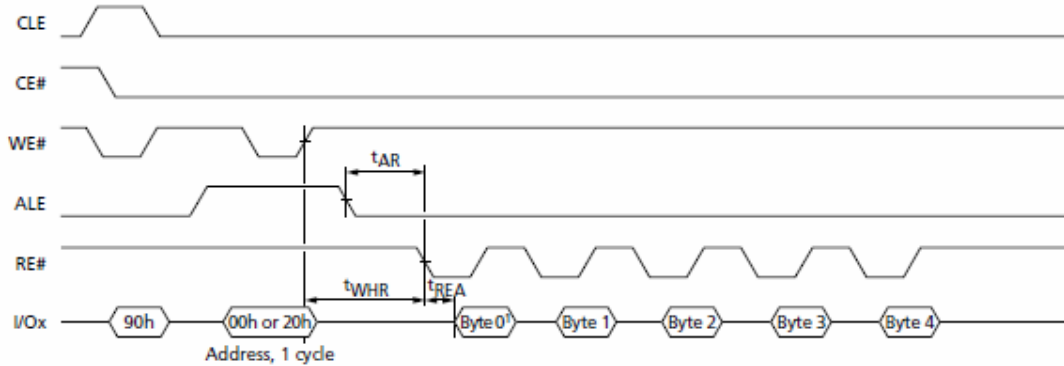 CLE
CE#
WE#
tAR
ALE
RE#
tWHR tREA
I/Ox 90h 00h or 20h Byte 0¹ Byte 1 Byte 2 Byte 3 Byte 4
Address, 1 cycle